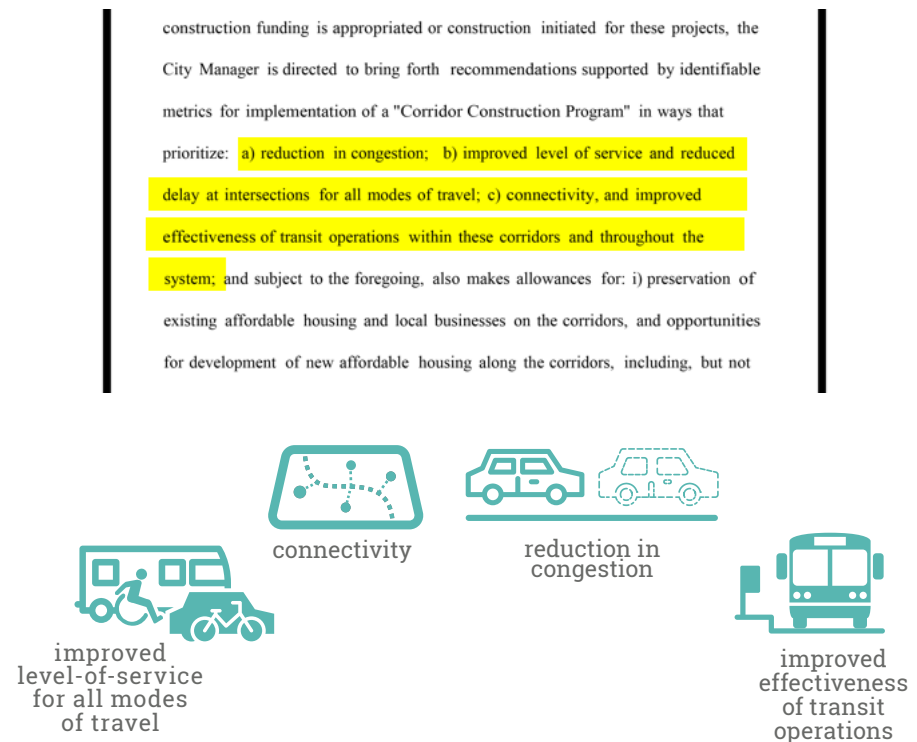 construction funding is appropriated or construction initiated for these projects, the
City Manager is directed to bring forth recommendations supported by identifiable
metrics for implementation of a "Corridor Construction Program" in ways that
prioritize: a) reduction in congestion; b) improved level of service and reduced
delay at intersections for all modes of travel; c) connectivity, and improved
effectiveness of transit operations within these corridors and throughout the
system; and subject to the foregoing, also makes allowances for: i) preservation of
existing affordable housing and local businesses on the corridors, and opportunities
for development of new affordable housing along the corridors, including, but not
connectivity
reduction in
congestion
improved
level-of-service
for all modes
of travel
improved
effectiveness
of transit
operations